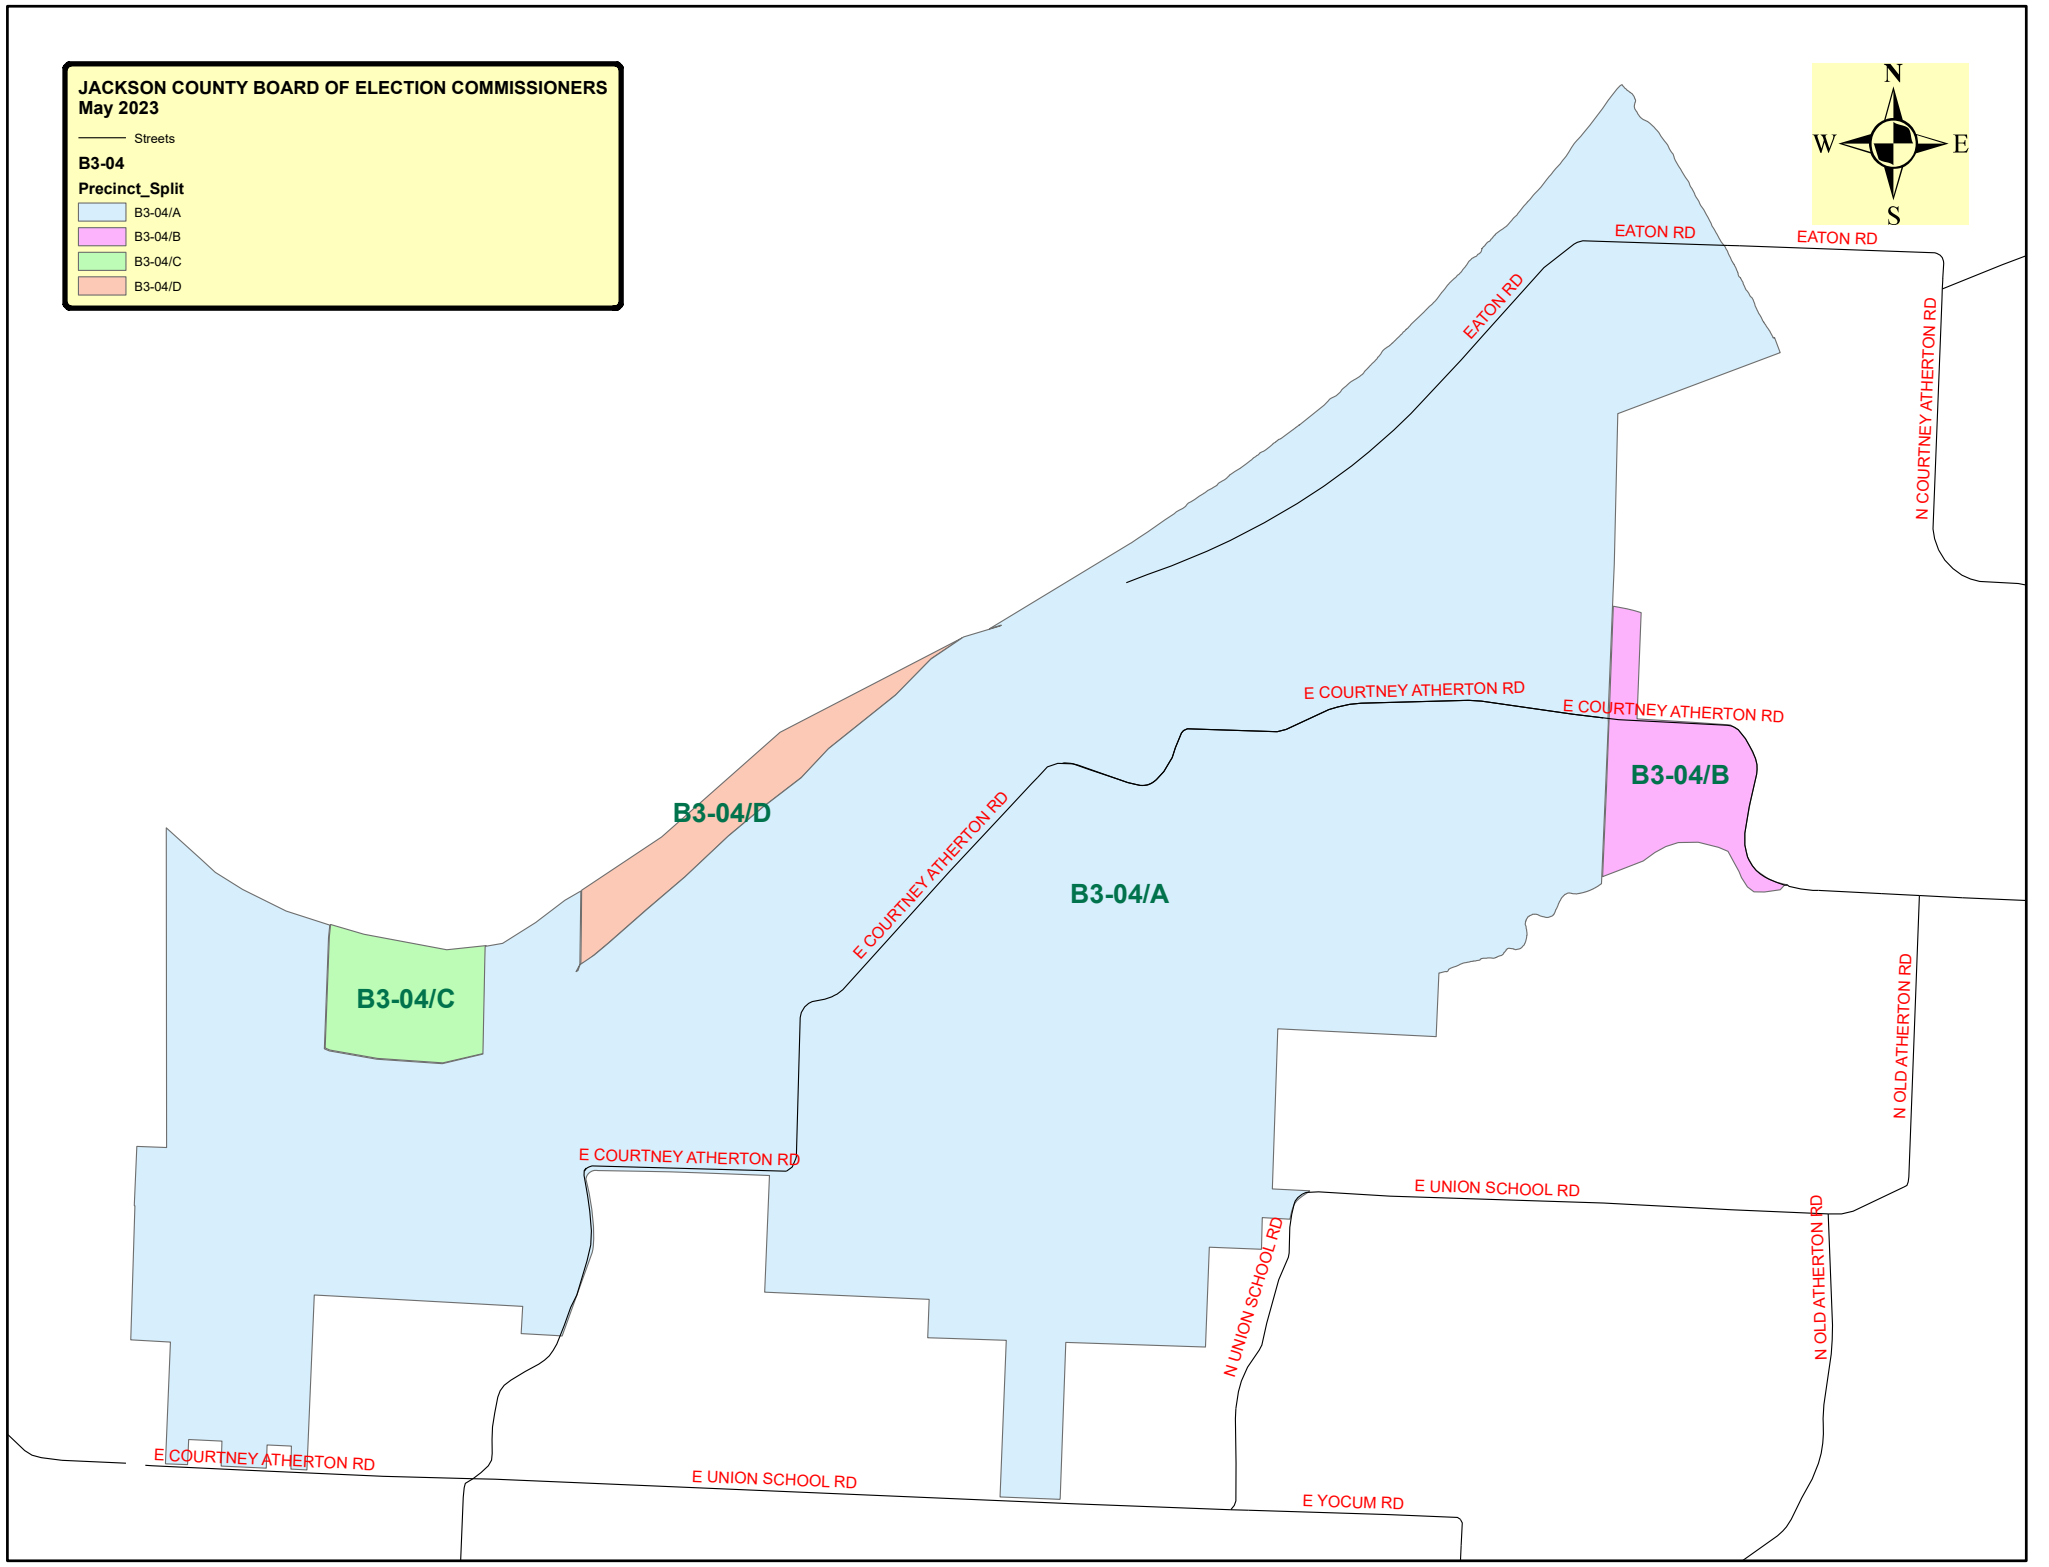 JACKSON COUNTY BOARD OF ELECTION COMMISSIONERS
May 2023
Streets
B3-04
Precinct_Split
B3-04/A
B3-04/B
B3-04/C
B3-04/D
N
W
E
S
EATON RD
EATON RD
EATON RD
N COURTNEY ATHERTON RD
E COURTNEY ATHERTON RD
E COURTNEY ATHERTON RD
B3-04/B
B3-04/D
E COURTNEY ATHERTON RD
B3-04/A
B3-04/C
N OLD ATHERTON RD
E COURTNEY ATHERTON RD
E UNION SCHOOL RD
N UNION SCHOOL RD
N OLD ATHERTON RD
E COURTNEY ATHERTON RD
E UNION SCHOOL RD
E YOCUM RD